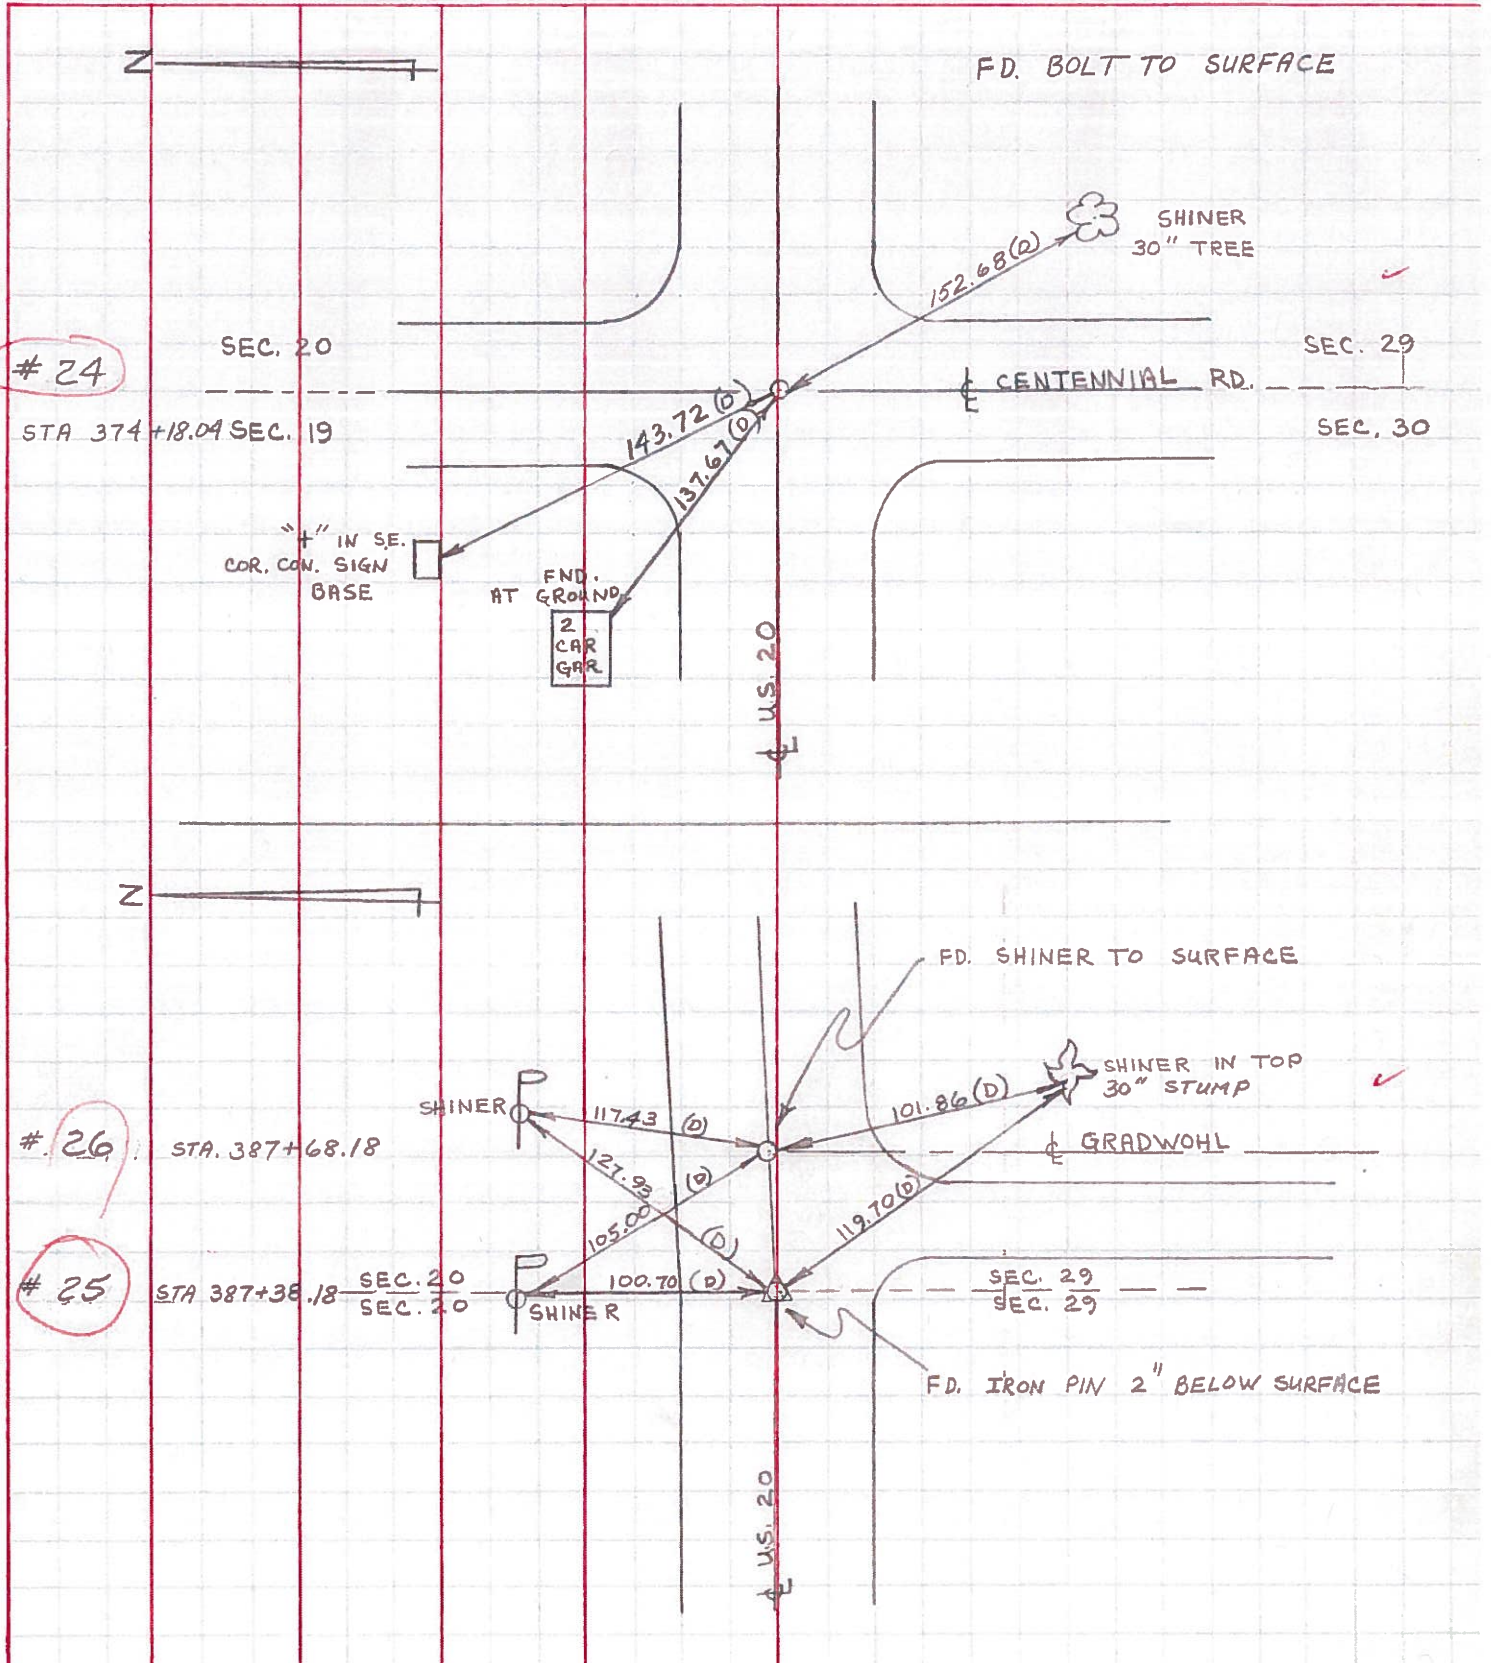 Z
FD. BOLT TO SURFACE
SHINER
30" TREE
152.68 (D)
# 24
SEC. 20
SEC. 29
℄ CENTENNIAL RD.
STA 374+18.04 SEC. 19
SEC. 30
143.72 (D)
137.67 (D)
"+" IN S.E.
COR. CON. SIGN
BASE
FND.
AT GROUND
2
CAR
GAR
℄ U.S. 20
Z
FD. SHINER TO SURFACE
SHINER IN TOP
30" STUMP
SHINER
117.43 (D)
101.86 (D)
# 26
STA. 387+68.18
℄ GRADWOHL
127.93 (D)
105.00 (D)
119.70 (D)
# 25
STA 387+38.18
SEC. 20
SEC. 20
100.70 (D)
SEC. 29
SEC. 29
SHINER
FD. IRON PIN 2" BELOW SURFACE
℄ U.S. 20